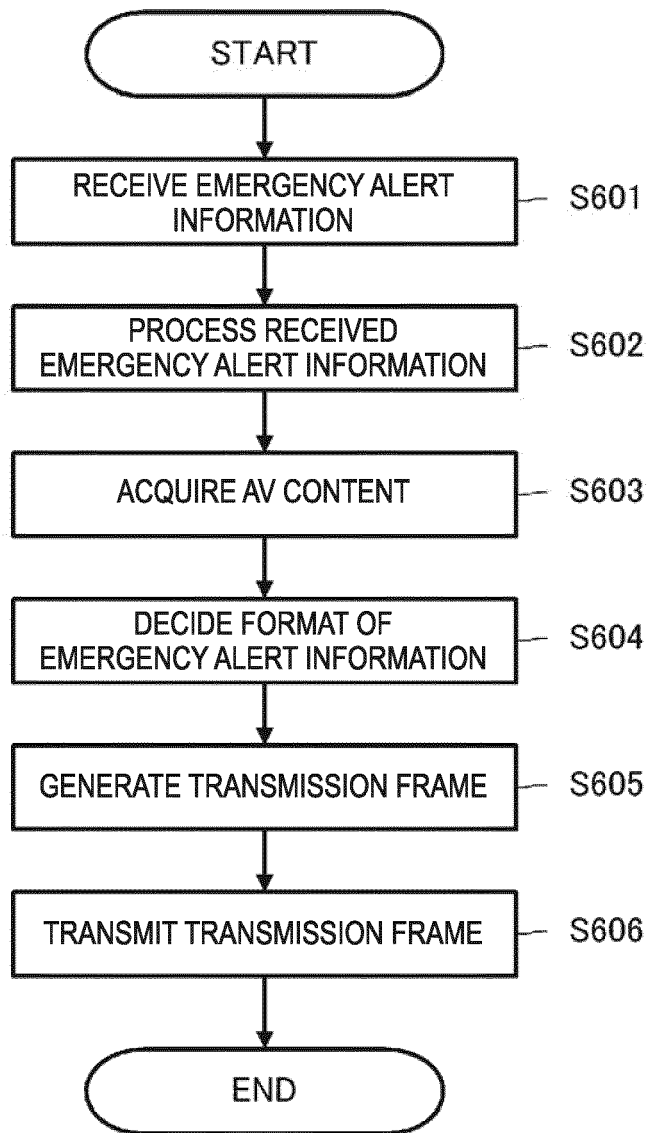 START
RECEIVE EMERGENCY ALERT
INFORMATION
S601
PROCESS RECEIVED
EMERGENCY ALERT INFORMATION
S602
ACQUIRE AV CONTENT
S603
DECIDE FORMAT OF
EMERGENCY ALERT INFORMATION
S604
GENERATE TRANSMISSION FRAME
S605
TRANSMIT TRANSMISSION FRAME
S606
END